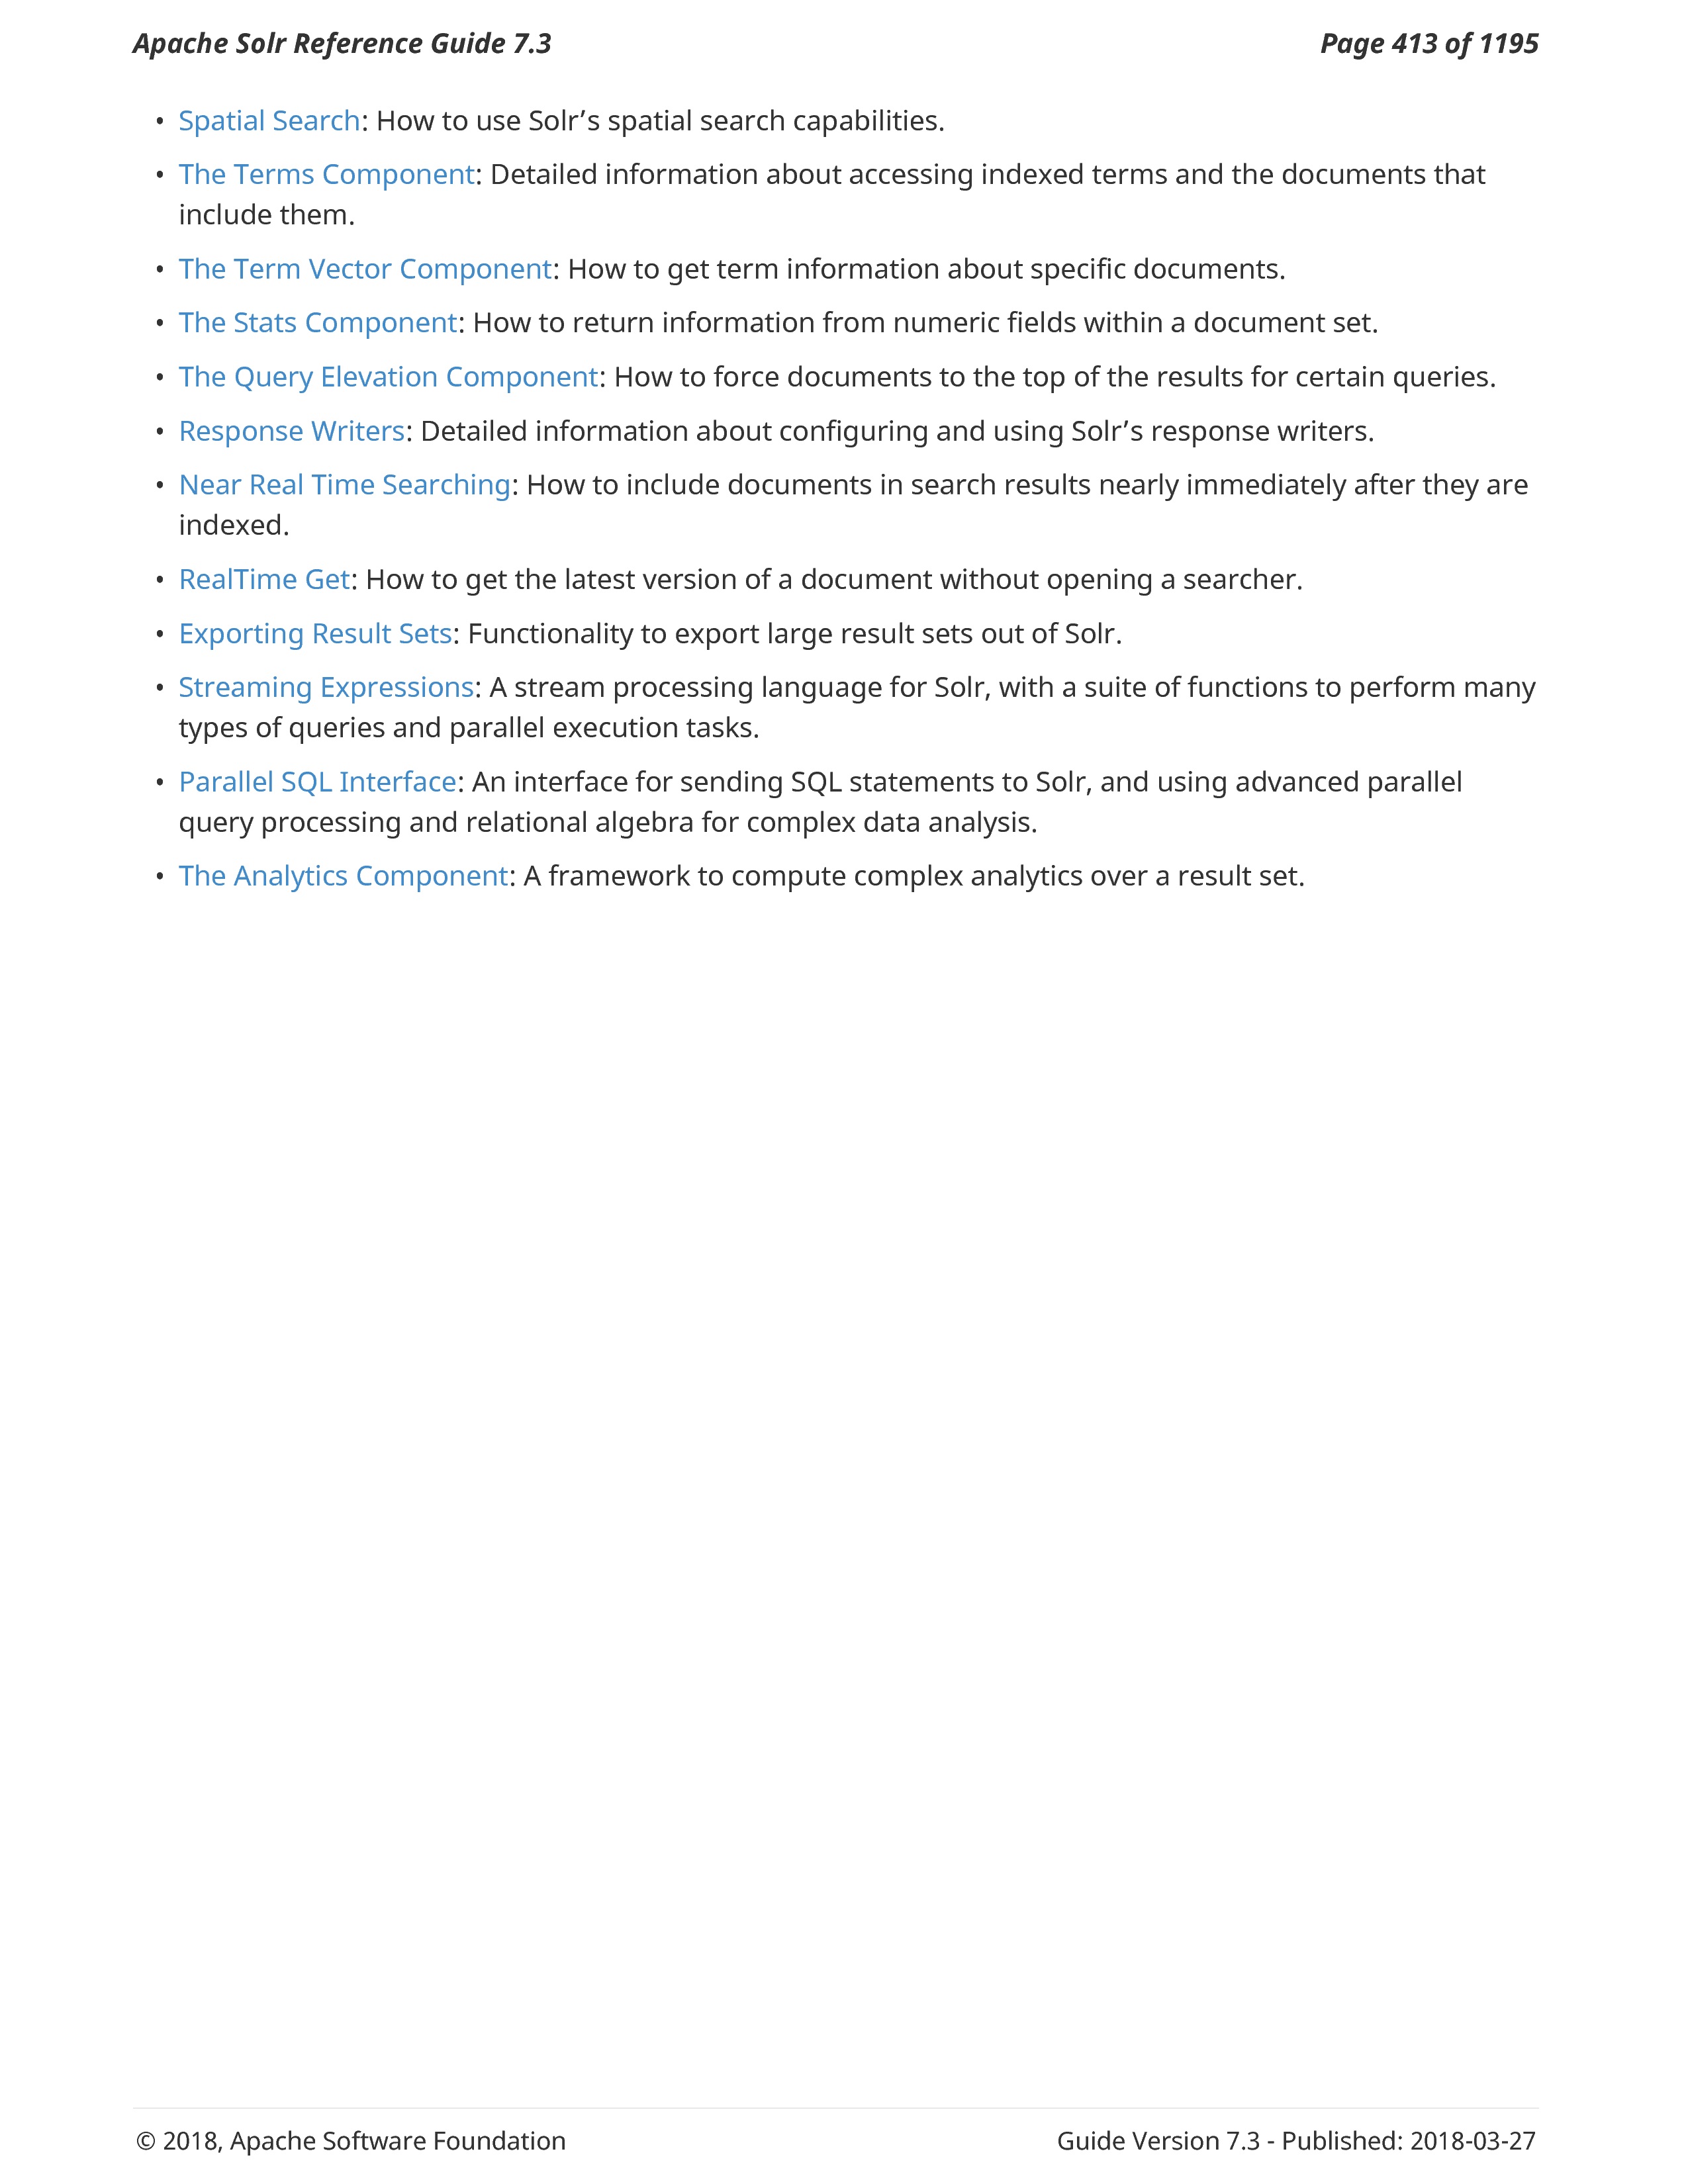 Apache Solr Reference Guide 7.3 Page 413 of 1195
• Spatial Search: How to use Solr’s spatial search capabilities.
• The Terms Component: Detailed information about accessing indexed terms and the documents that
include them.
• The Term Vector Component: How to get term information about specific documents.
• The Stats Component: How to return information from numeric fields within a document set.
• The Query Elevation Component: How to force documents to the top of the results for certain queries.
• Response Writers: Detailed information about configuring and using Solr’s response writers.
• Near Real Time Searching: How to include documents in search results nearly immediately after they are
indexed.
• RealTime Get: How to get the latest version of a document without opening a searcher.
• Exporting Result Sets: Functionality to export large result sets out of Solr.
• Streaming Expressions: A stream processing language for Solr, with a suite of functions to perform many
types of queries and parallel execution tasks.
• Parallel SQL Interface: An interface for sending SQL statements to Solr, and using advanced parallel
query processing and relational algebra for complex data analysis.
• The Analytics Component: A framework to compute complex analytics over a result set.
© 2018, Apache Software Foundation Guide Version 7.3 - Published: 2018-03-27